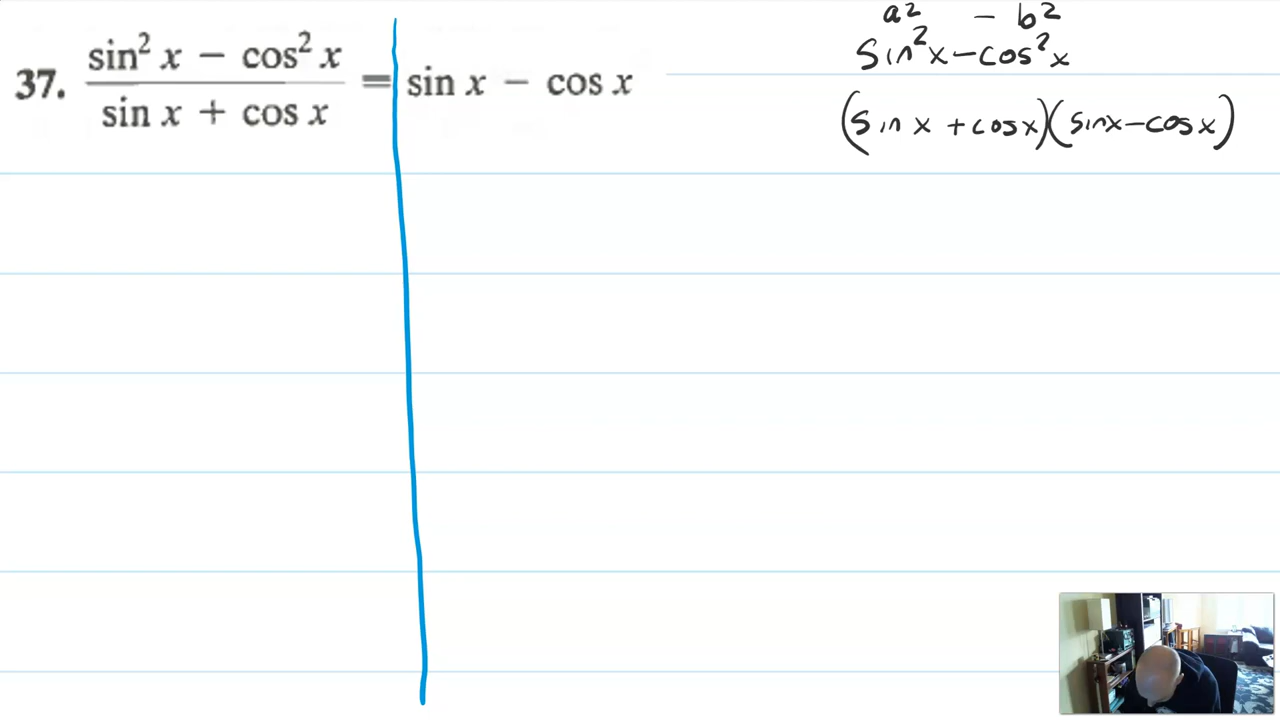 37. sin² x − cos² x / sin x + cos x = sin x − cos x
a² − b²
sin²x − cos²x
(sin x + cos x)(sin x − cos x)